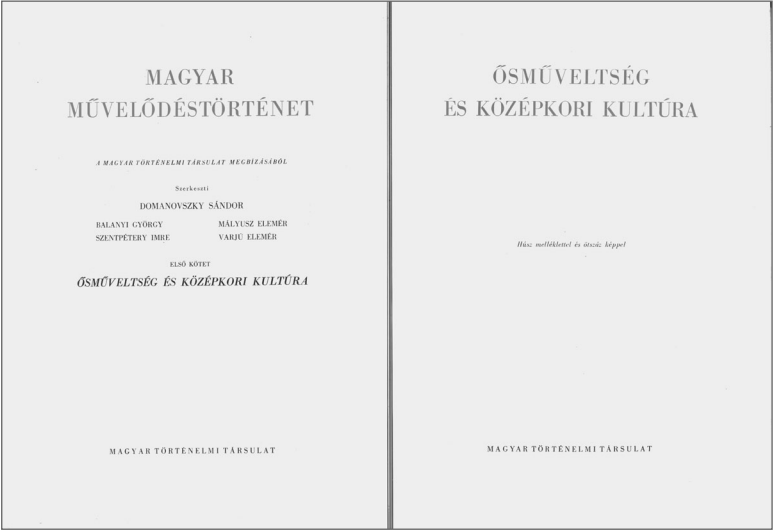 MAGYAR
MŰVELŐDÉSTÖRTÉNET
A MAGYAR TÖRTÉNELMI TÁRSULAT MEGBÍZÁSÁBÓL
Szerkeszti
DOMANOVSZKY SÁNDOR
BALANYI GYÖRGY
MÁLYUSZ ELEMÉR
SZENTPÉTERY IMRE
VARJÚ ELEMÉR
ELSŐ KÖTET
ŐSMŰVELTSÉG ÉS KÖZÉPKORI KULTÚRA
MAGYAR TÖRTÉNELMI TÁRSULAT
ŐSMŰVELTSÉG
ÉS KÖZÉPKORI KULTÚRA
Húsz melléklettel és ötszáz képpel
MAGYAR TÖRTÉNELMI TÁRSULAT